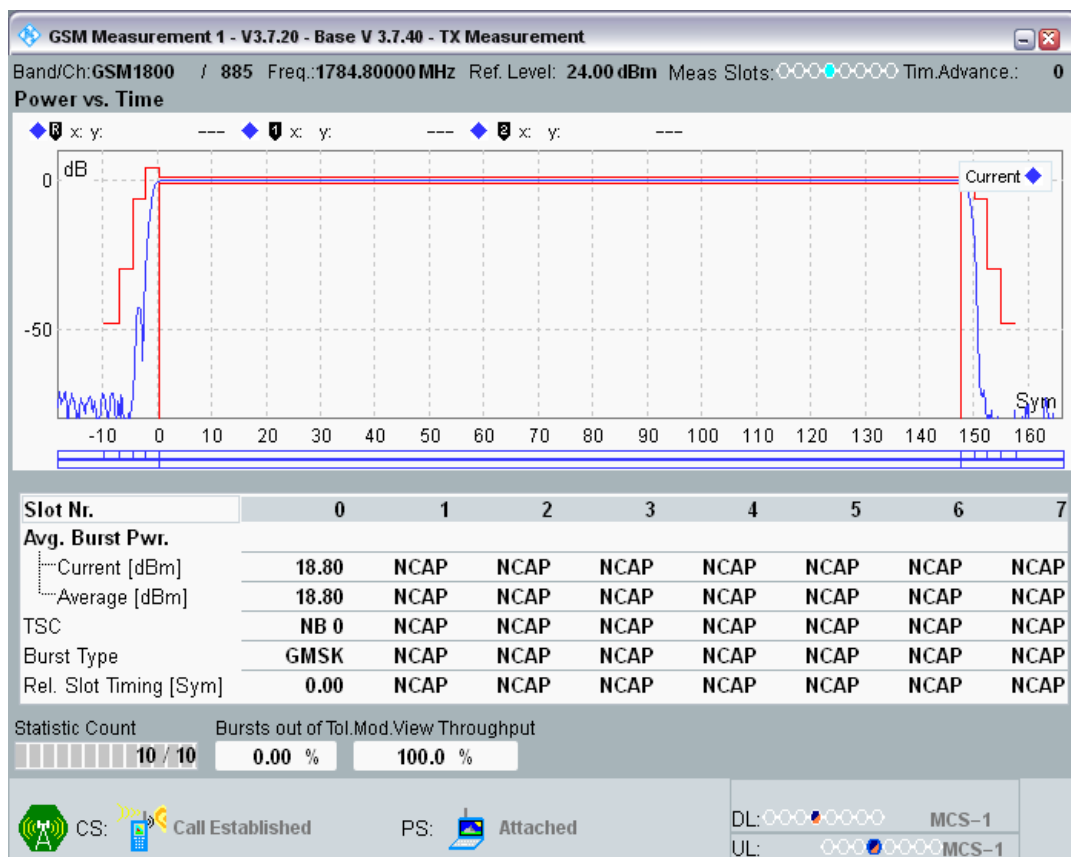 GSM Measurement 1 - V3.7.20 - Base V 3.7.40 - TX Measurement
Band/Ch:GSM1800 / 885 Freq.:1784.80000 MHz Ref. Level: 24.00 dBm Meas Slots: Tim.Advance.: 0
Power vs. Time
R x: y: --- 1 x: y: --- 2 x: y: ---
dB
Current
0
-50
Sym
-10 0 10 20 30 40 50 60 70 80 90 100 110 120 130 140 150 160
Slot Nr. 0 1 2 3 4 5 6 7
Avg. Burst Pwr.
Current [dBm] 18.80 NCAP NCAP NCAP NCAP NCAP NCAP NCAP
Average [dBm] 18.80 NCAP NCAP NCAP NCAP NCAP NCAP NCAP
TSC NB 0 NCAP NCAP NCAP NCAP NCAP NCAP NCAP
Burst Type GMSK NCAP NCAP NCAP NCAP NCAP NCAP NCAP
Rel. Slot Timing [Sym] 0.00 NCAP NCAP NCAP NCAP NCAP NCAP NCAP
Statistic Count Bursts out of Tol.Mod.View Throughput
10 / 10 0.00 % 100.0 %
CS: Call Established PS: Attached DL: MCS-1
UL: MCS-1